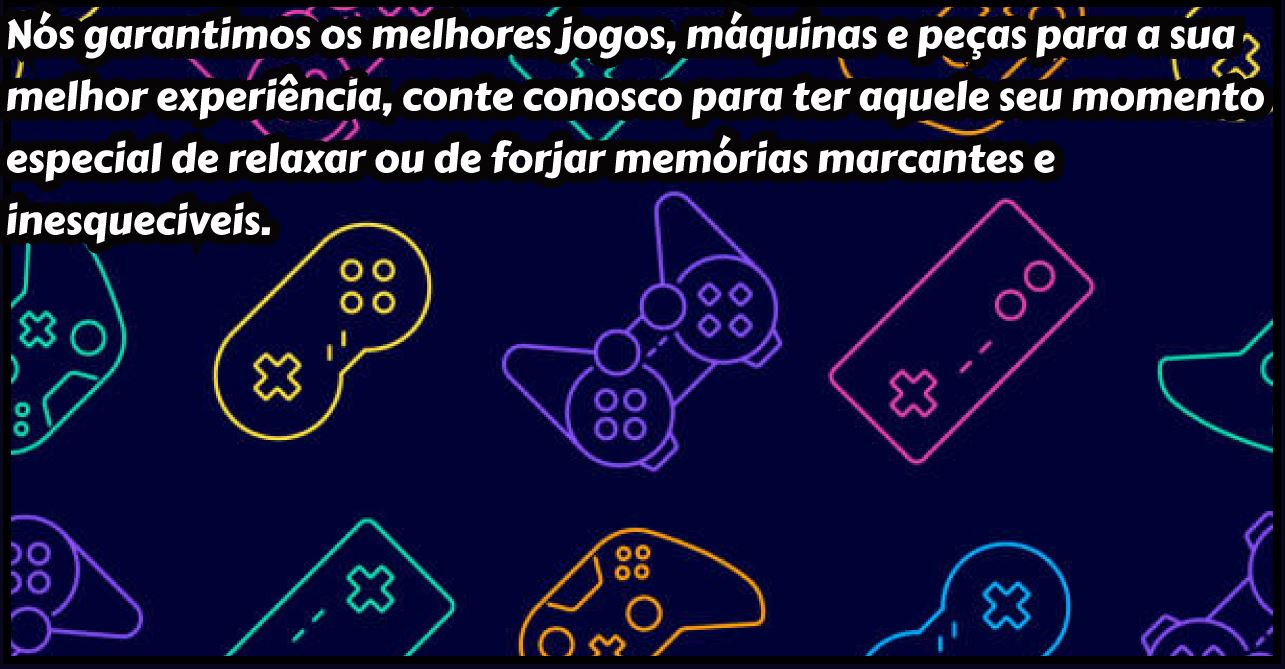 Nós garantimos os melhores jogos, máquinas e peças para a sua
melhor experiência, conte conosco para ter aquele seu momento
especial de relaxar ou de forjar memórias marcantes e
inesqueciveis.